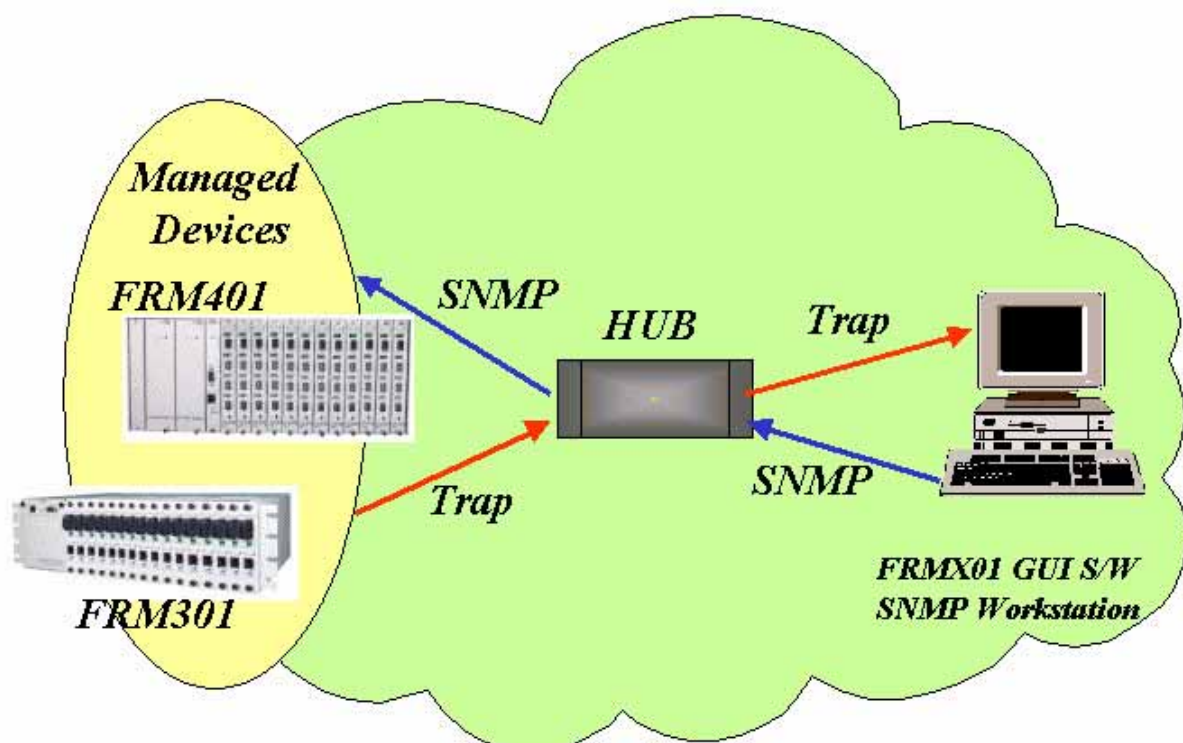 Managed
Devices
FRM401
SNMP
HUB
Trap
Trap
SNMP
FRM301
FRMX01 GUI S/W
SNMP Workstation